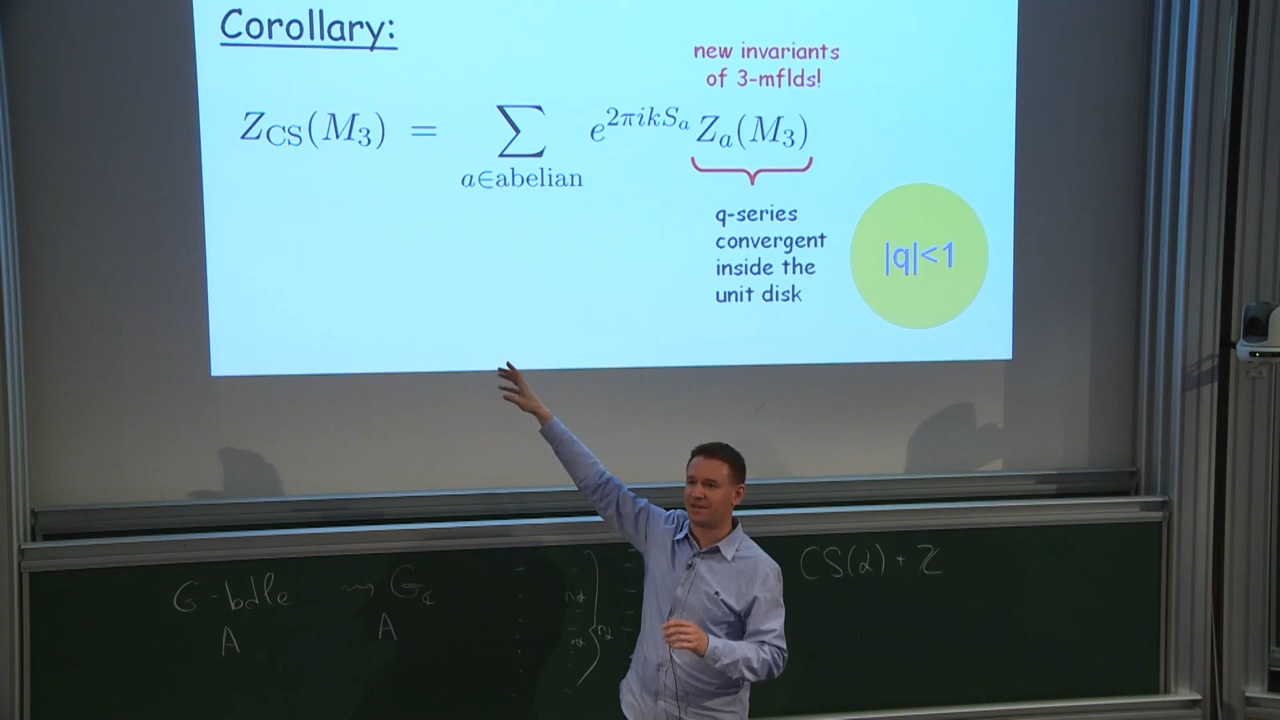 Corollary:
new invariants
of 3-mflds!
Z_CS(M_3) = ∑_{a∈abelian} e^{2πikS_a} Z_a(M_3)
q-series
convergent
inside the
unit disk
|q|<1
G-bdle ⇝ G_ℂ
A A
CS(α) + ℤ